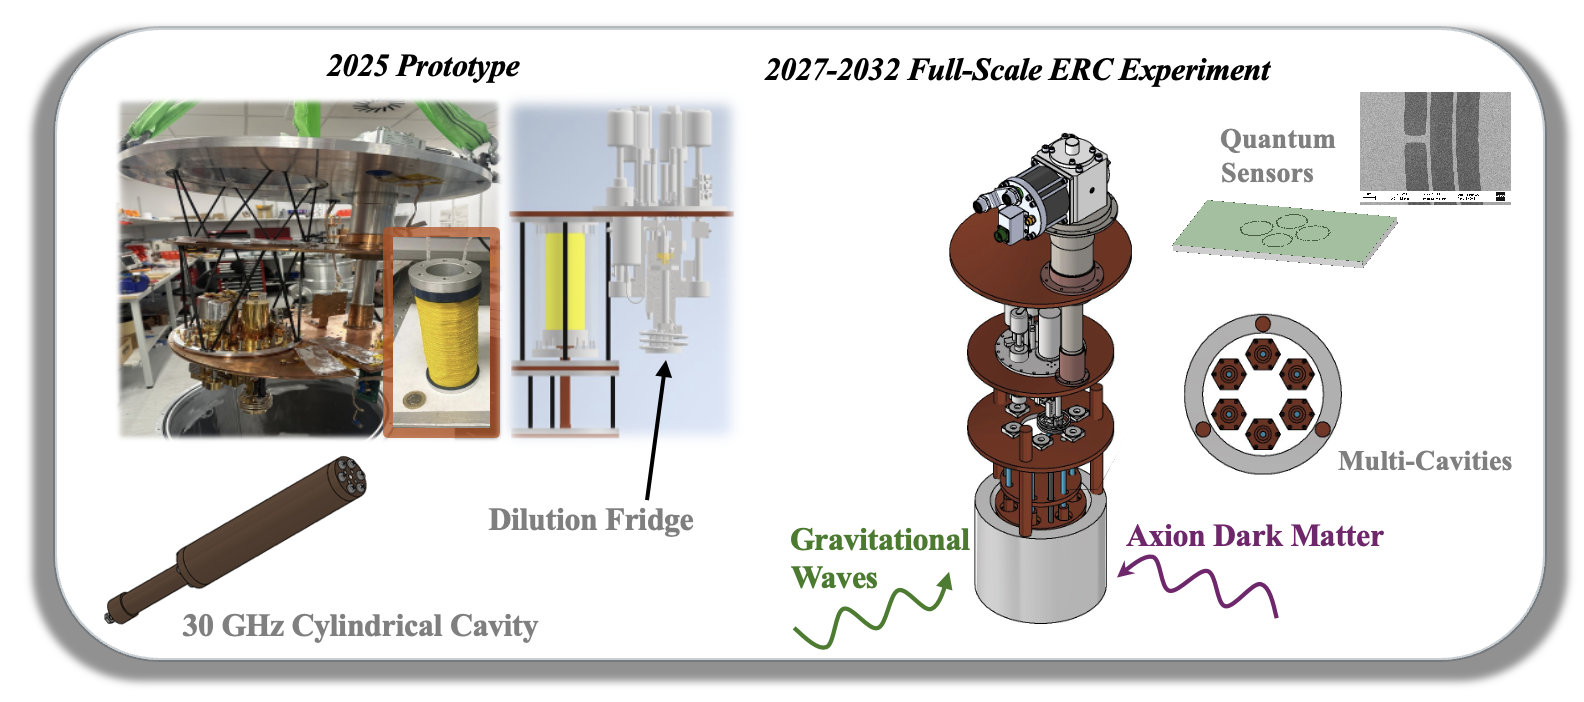 2025 Prototype
2027-2032 Full-Scale ERC Experiment
Quantum
Sensors
Dilution Fridge
30 GHz Cylindrical Cavity
Multi-Cavities
Gravitational
Waves
Axion Dark Matter